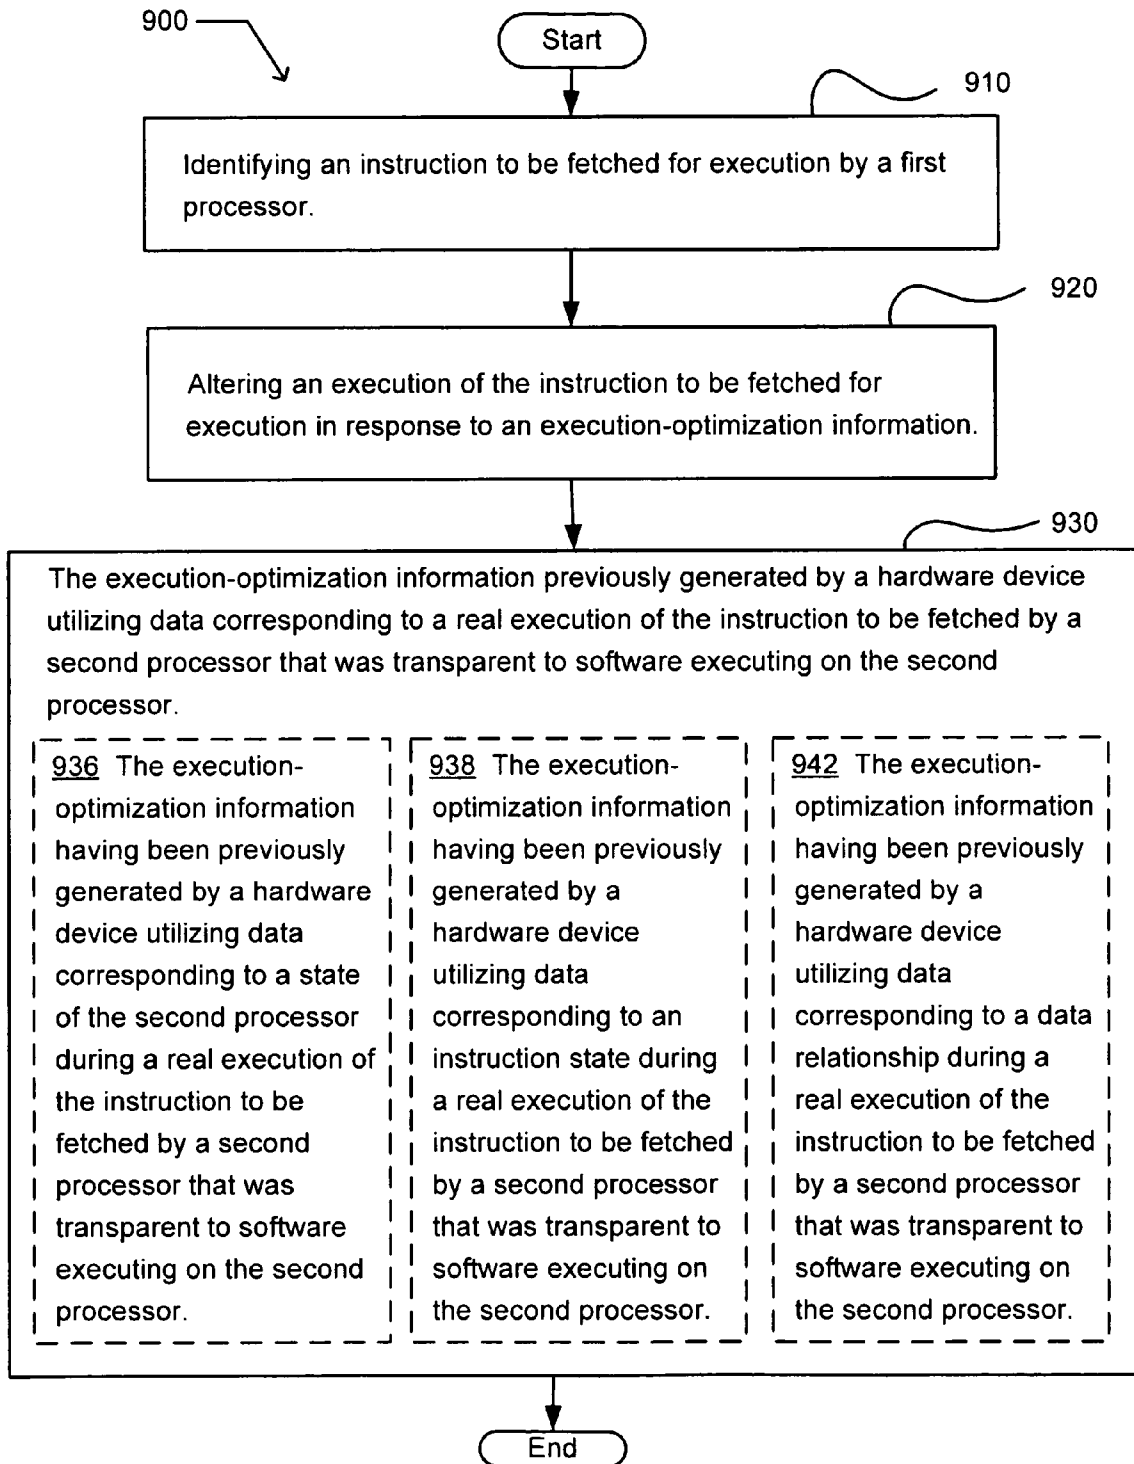 900
Start
910
Identifying an instruction to be fetched for execution by a first
processor.
920
Altering an execution of the instruction to be fetched for
execution in response to an execution-optimization information.
930
The execution-optimization information previously generated by a hardware device
utilizing data corresponding to a real execution of the instruction to be fetched by a
second processor that was transparent to software executing on the second
processor.
936 The execution-
optimization information
having been previously
generated by a hardware
device utilizing data
corresponding to a state
of the second processor
during a real execution of
the instruction to be
fetched by a second
processor that was
transparent to software
executing on the second
processor.
938 The execution-
optimization information
having been previously
generated by a
hardware device
utilizing data
corresponding to an
instruction state during
a real execution of the
instruction to be fetched
by a second processor
that was transparent to
software executing on
the second processor.
942 The execution-
optimization information
having been previously
generated by a
hardware device
utilizing data
corresponding to a data
relationship during a
real execution of the
instruction to be fetched
by a second processor
that was transparent to
software executing on
the second processor.
End